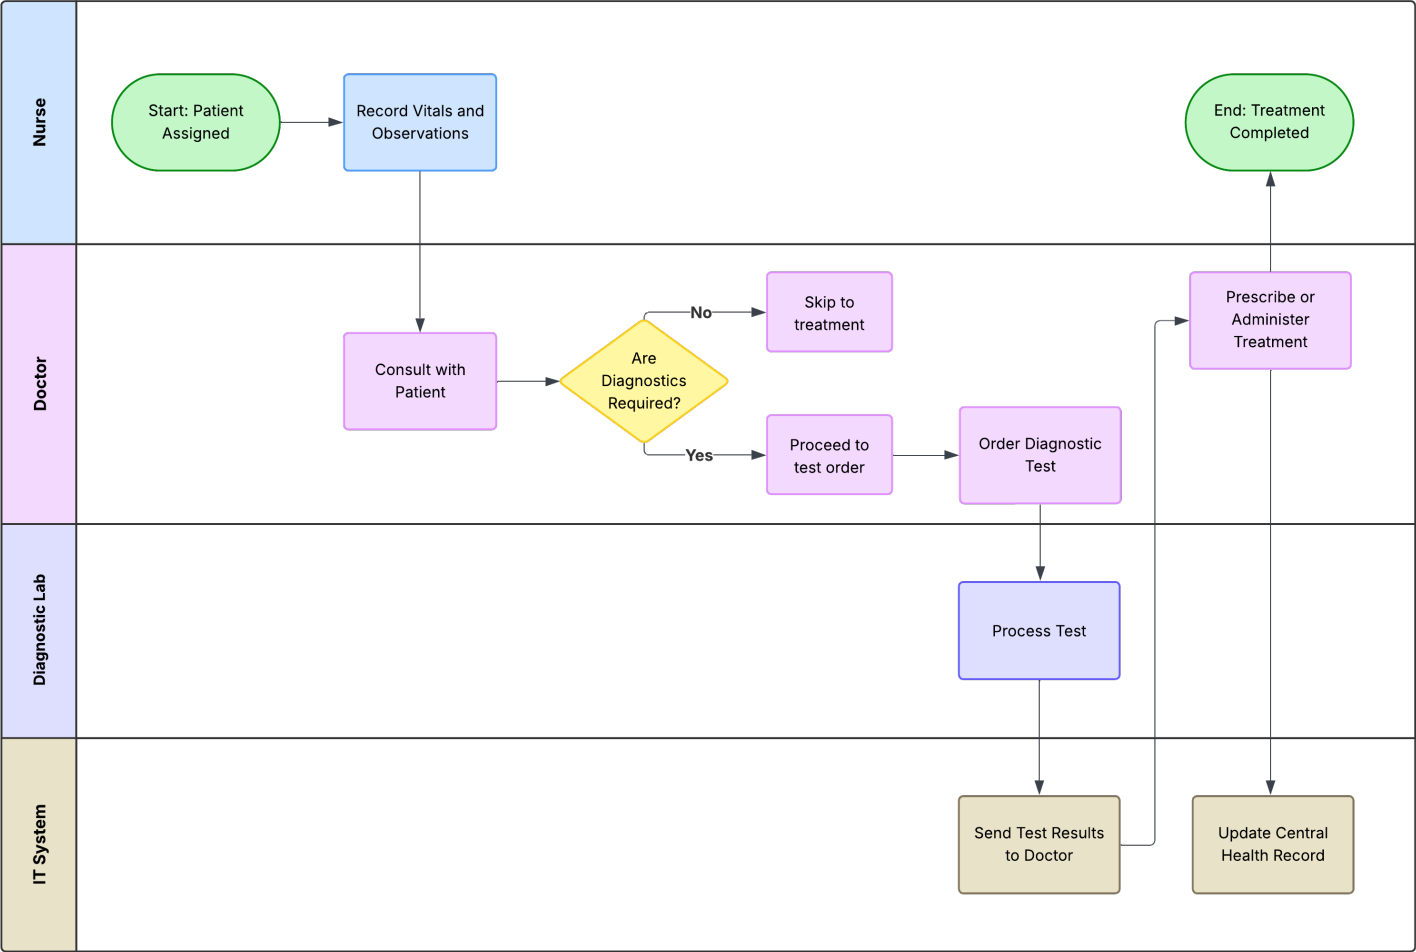 Nurse
Start: Patient
Assigned
Record Vitals and
Observations
End: Treatment
Completed
Doctor
Consult with
Patient
Are
Diagnostics
Required?
No
Skip to
treatment
Yes
Proceed to
test order
Order Diagnostic
Test
Prescribe or
Administer
Treatment
Diagnostic Lab
Process Test
IT System
Send Test Results
to Doctor
Update Central
Health Record